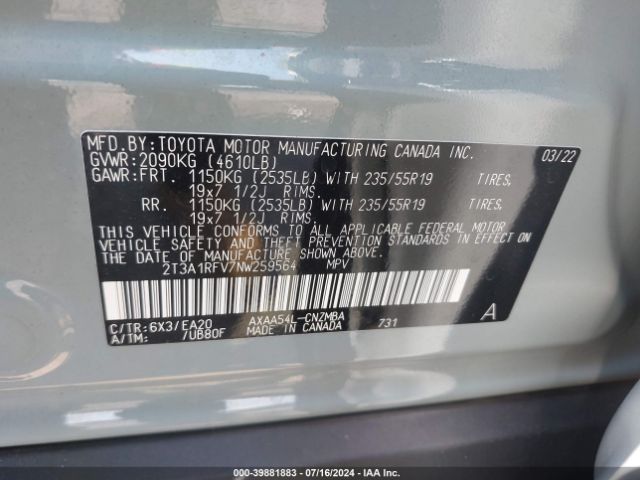 MFD.BY:TOYOTA MOTOR MANUFACTURING CANADA INC. 03/22
GVWR:2090KG (4610LB)
GAWR:FRT. 1150KG (2535LB) WITH 235/55R19 TIRES,
19x7 1/2J RIMS.
RR. 1150KG (2535LB) WITH 235/55R19 TIRES,
19x7 1/2J RIMS.
THIS VEHICLE CONFORMS TO ALL APPLICABLE FEDERAL MOTOR
VEHICLE SAFETY AND THEFT PREVENTION STANDARDS IN EFFECT ON
THE DATE OF MANUFACTURE SHOWN ABOVE.
2T3A1RFV7NW259564 MPV
C/TR:6X3/EA20 AXAA54L-CNZMBA 731 A
A/TM: /UB80F MADE IN CANADA
COPART-39881883 / 07/16/2024 / IAA Inc.